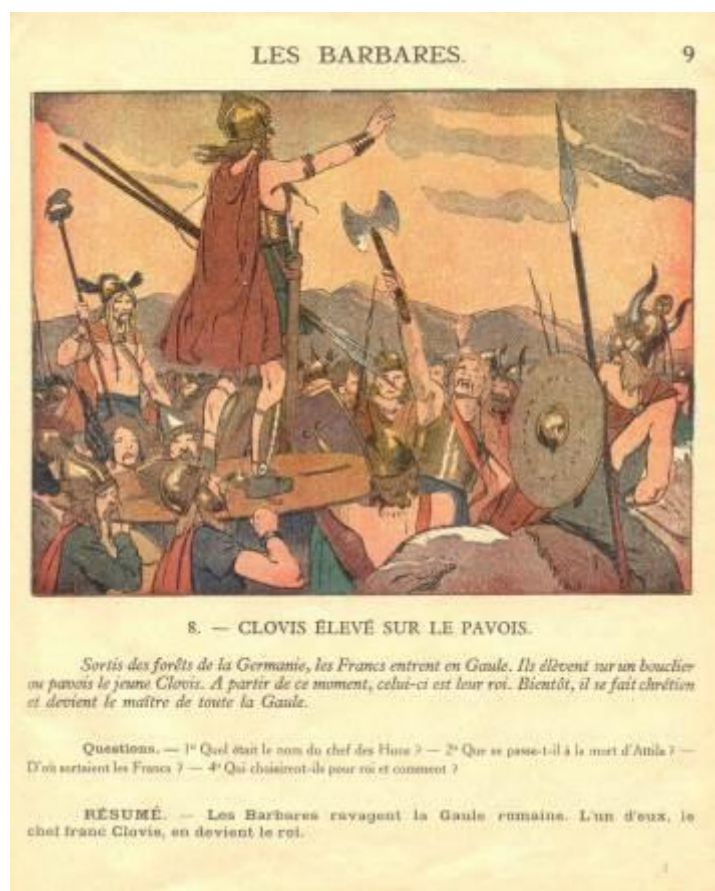 LES BARBARES. 9
8. — CLOVIS ÉLEVÉ SUR LE PAVOIS.
Sortis des forêts de la Germanie, les Francs entrent en Gaule. Ils élèvent sur un bouclier
ou pavois le jeune Clovis. A partir de ce moment, celui-ci est leur roi. Bientôt, il se fait chrétien
et devient le maître de toute la Gaule.
Questions. — 1º Quel était le nom du chef des Huns ? — 2º Que se passe-t-il à la mort d'Attila ? —
D'où sortaient les Francs ? — 4º Qui choisirent-ils pour roi et comment ?
RÉSUMÉ. — Les Barbares ravagent la Gaule romaine. L'un d'eux, le
chef franc Clovis, en devient le roi.